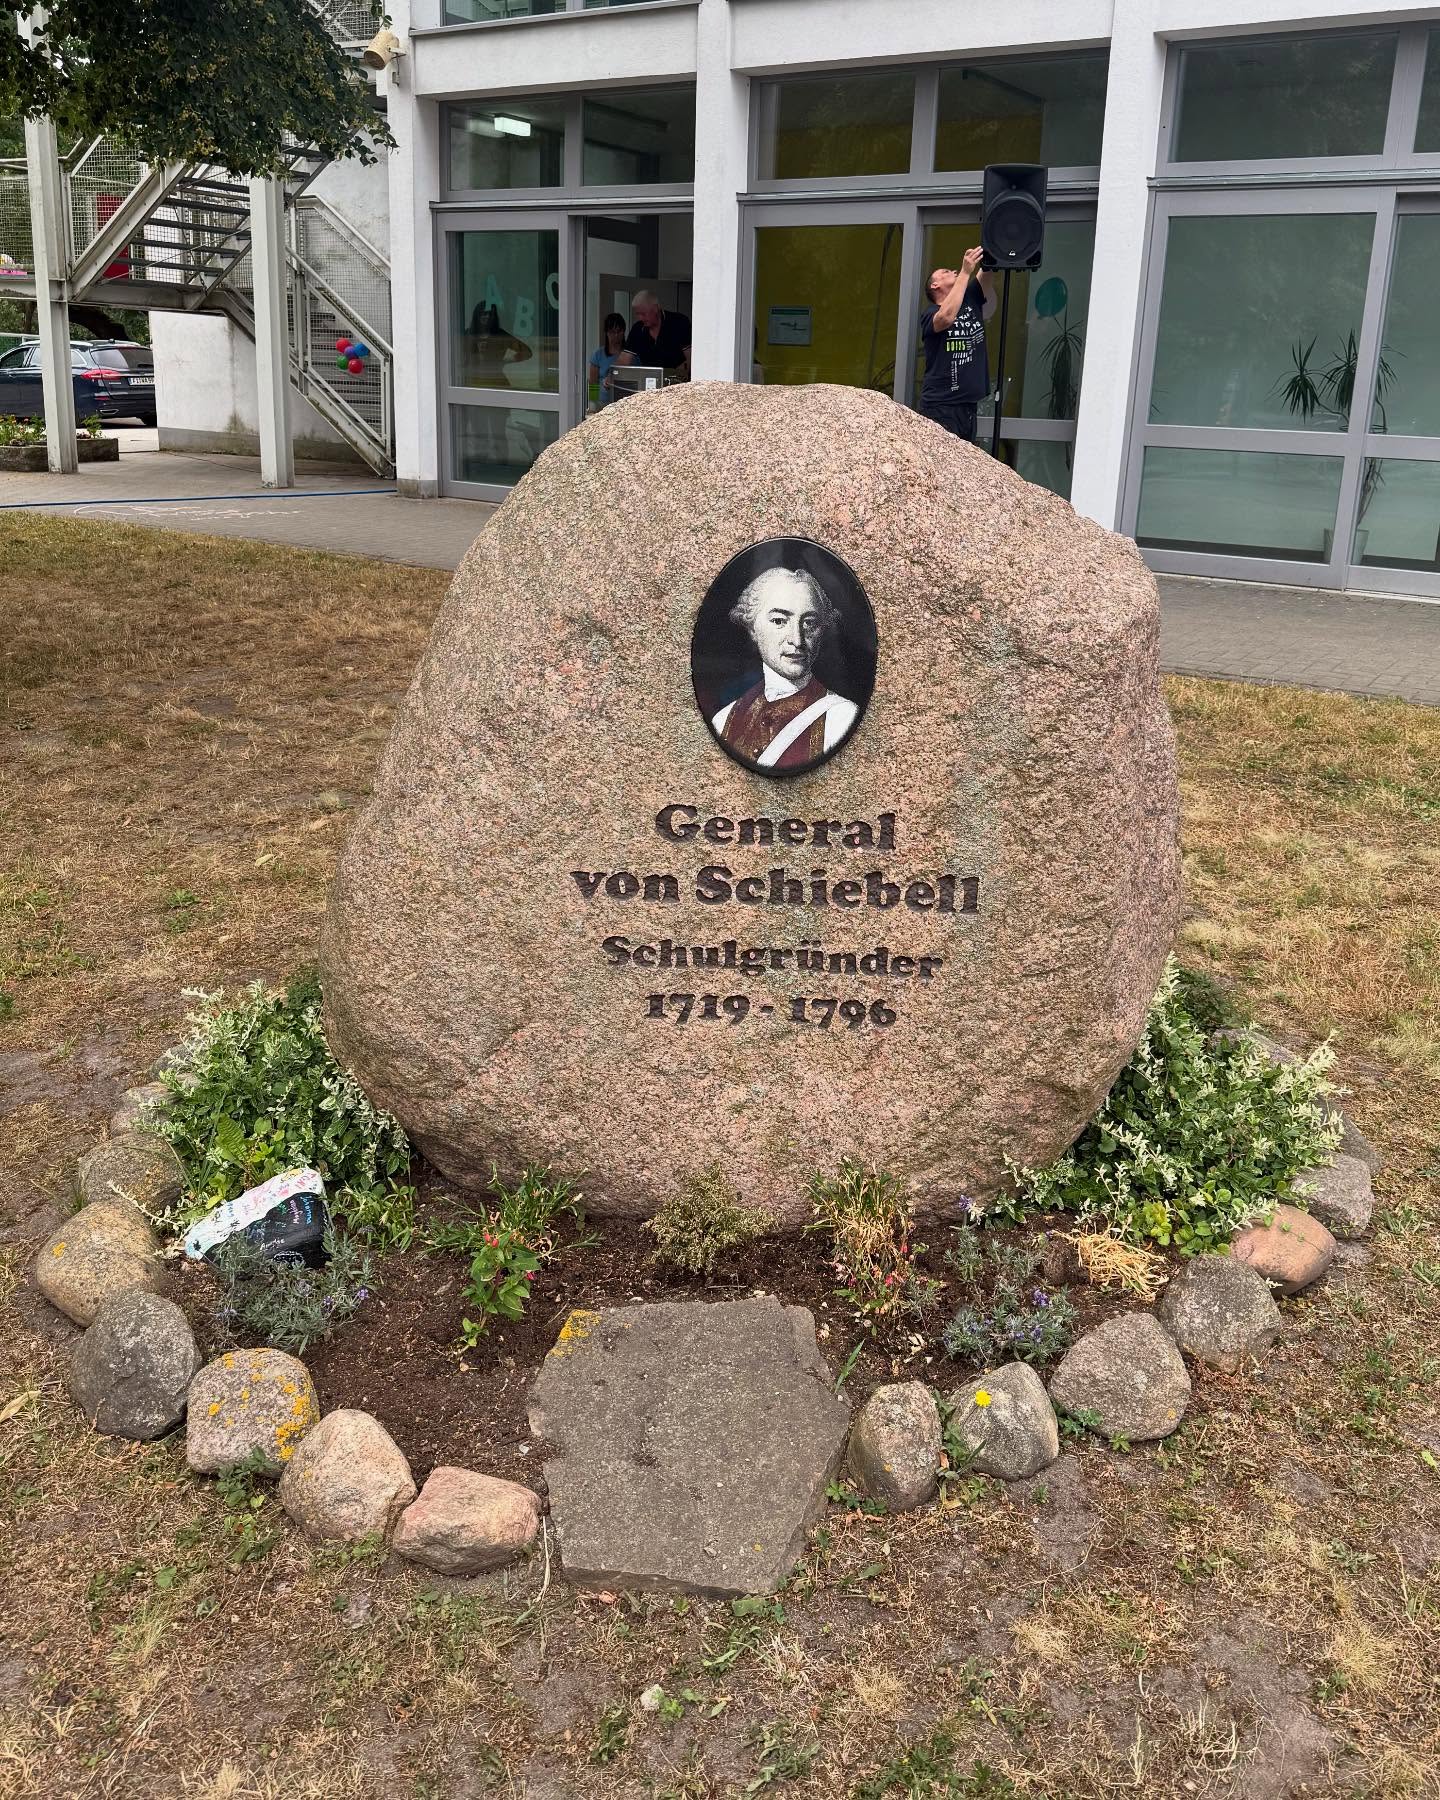 General
von Schiebell
Schulgründer
1719 - 1796
A
B